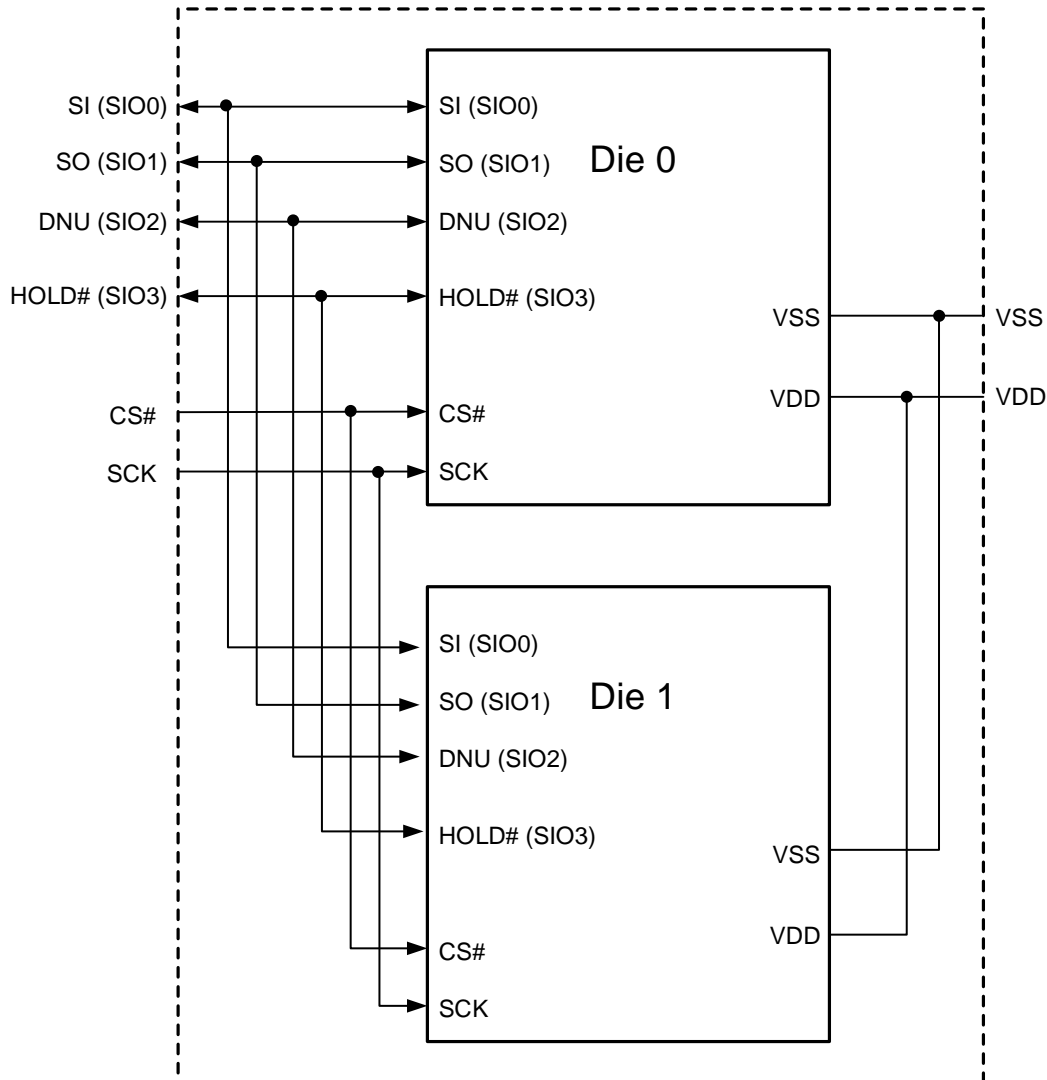 SI (SIO0)
SO (SIO1)
DNU (SIO2)
HOLD# (SIO3)
CS#
SCK
SI (SIO0)
SO (SIO1)
DNU (SIO2)
HOLD# (SIO3)
CS#
SCK
Die 0
VSS
VDD
VSS
VDD
SI (SIO0)
SO (SIO1)
DNU (SIO2)
HOLD# (SIO3)
CS#
SCK
Die 1
VSS
VDD